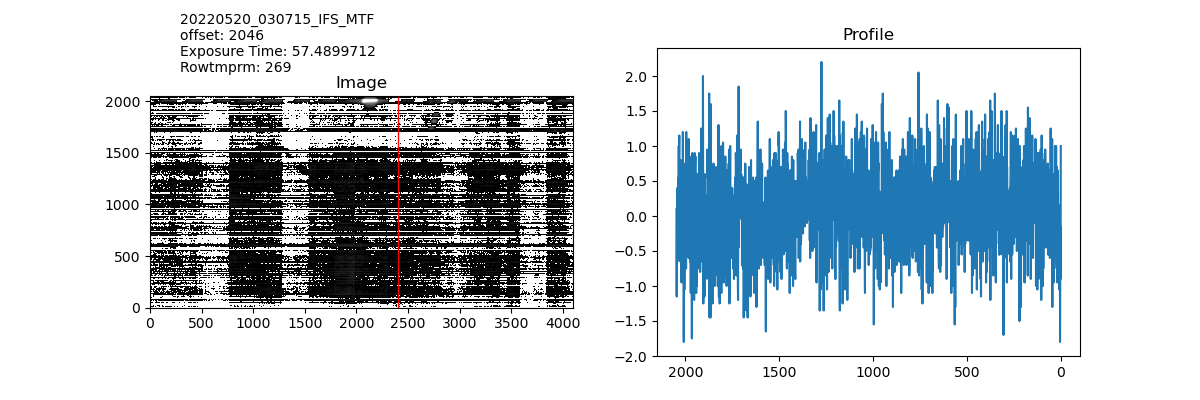 20220520_030715_IFS_MTF
offset: 2046
Exposure Time: 57.4899712
Rowtmprm: 269
Image
2000
1500
1000
500
0
0 500 1000 1500 2000 2500 3000 3500 4000
Profile
2.0
1.5
1.0
0.5
0.0
−0.5
−1.0
−1.5
−2.0
2000 1500 1000 500 0